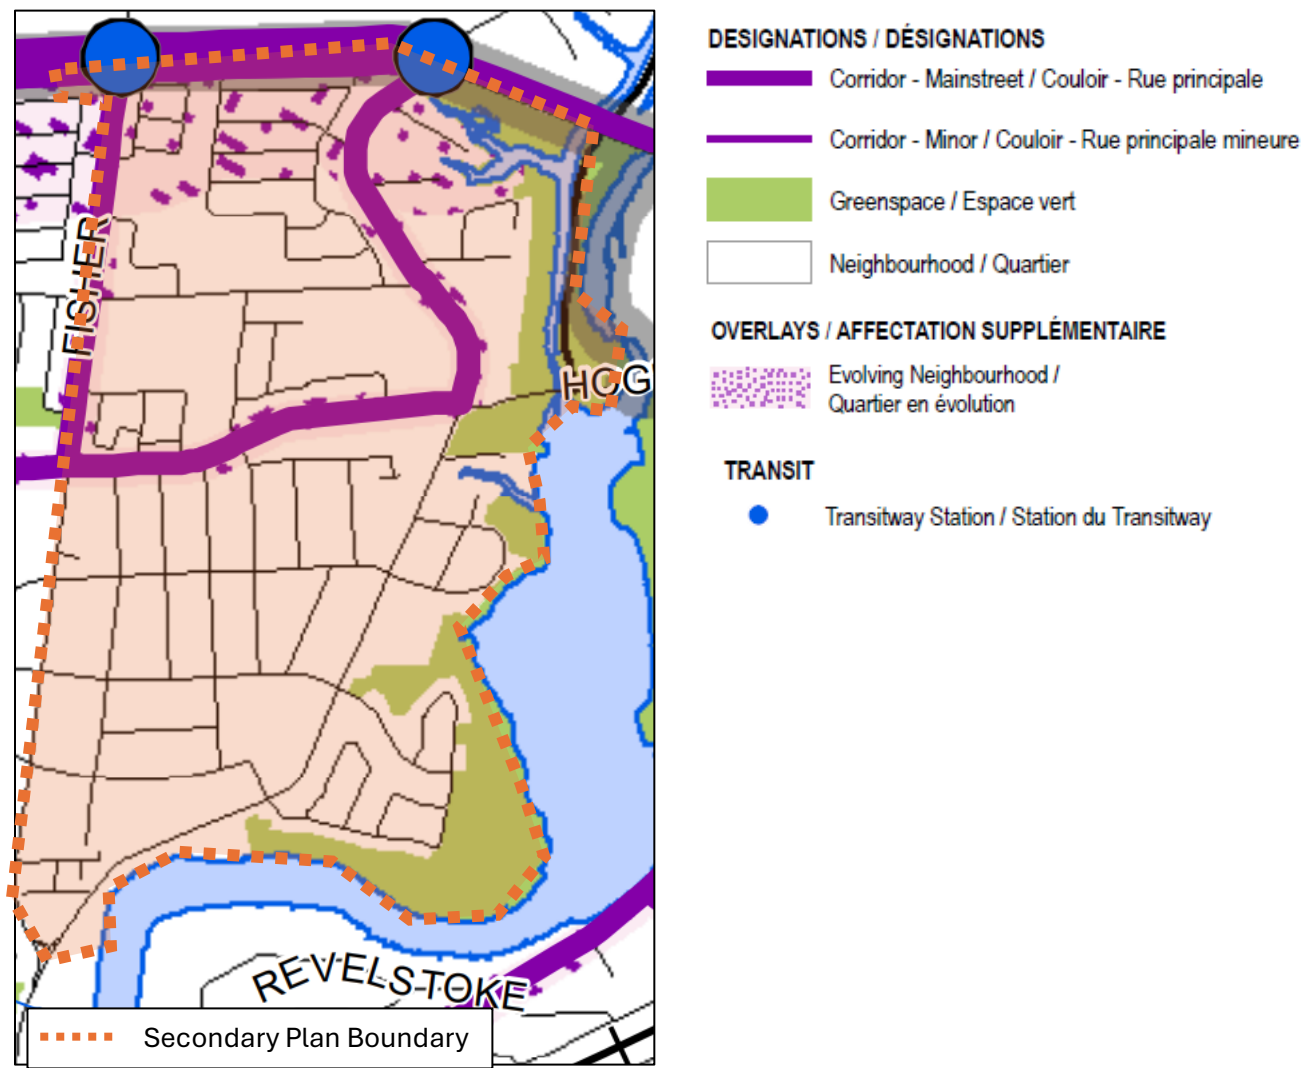 FISHER
HOG
REVELSTOKE
Secondary Plan Boundary
DESIGNATIONS / DÉSIGNATIONS
Corridor - Mainstreet / Couloir - Rue principale
Corridor - Minor / Couloir - Rue principale mineure
Greenspace / Espace vert
Neighbourhood / Quartier
OVERLAYS / AFFECTATION SUPPLÉMENTAIRE
Evolving Neighbourhood /
Quartier en évolution
TRANSIT
Transitway Station / Station du Transitway